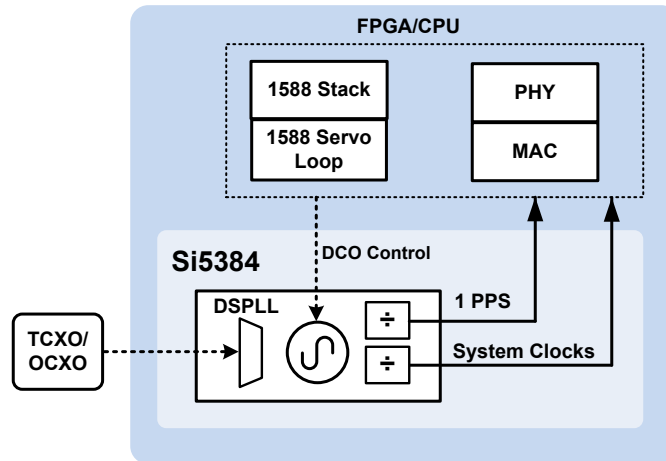 FPGA/CPU
1588 Stack
1588 Servo
Loop
PHY
MAC
DCO Control
Si5384
DSPLL
÷
1 PPS
÷
System Clocks
TCXO/
OCXO